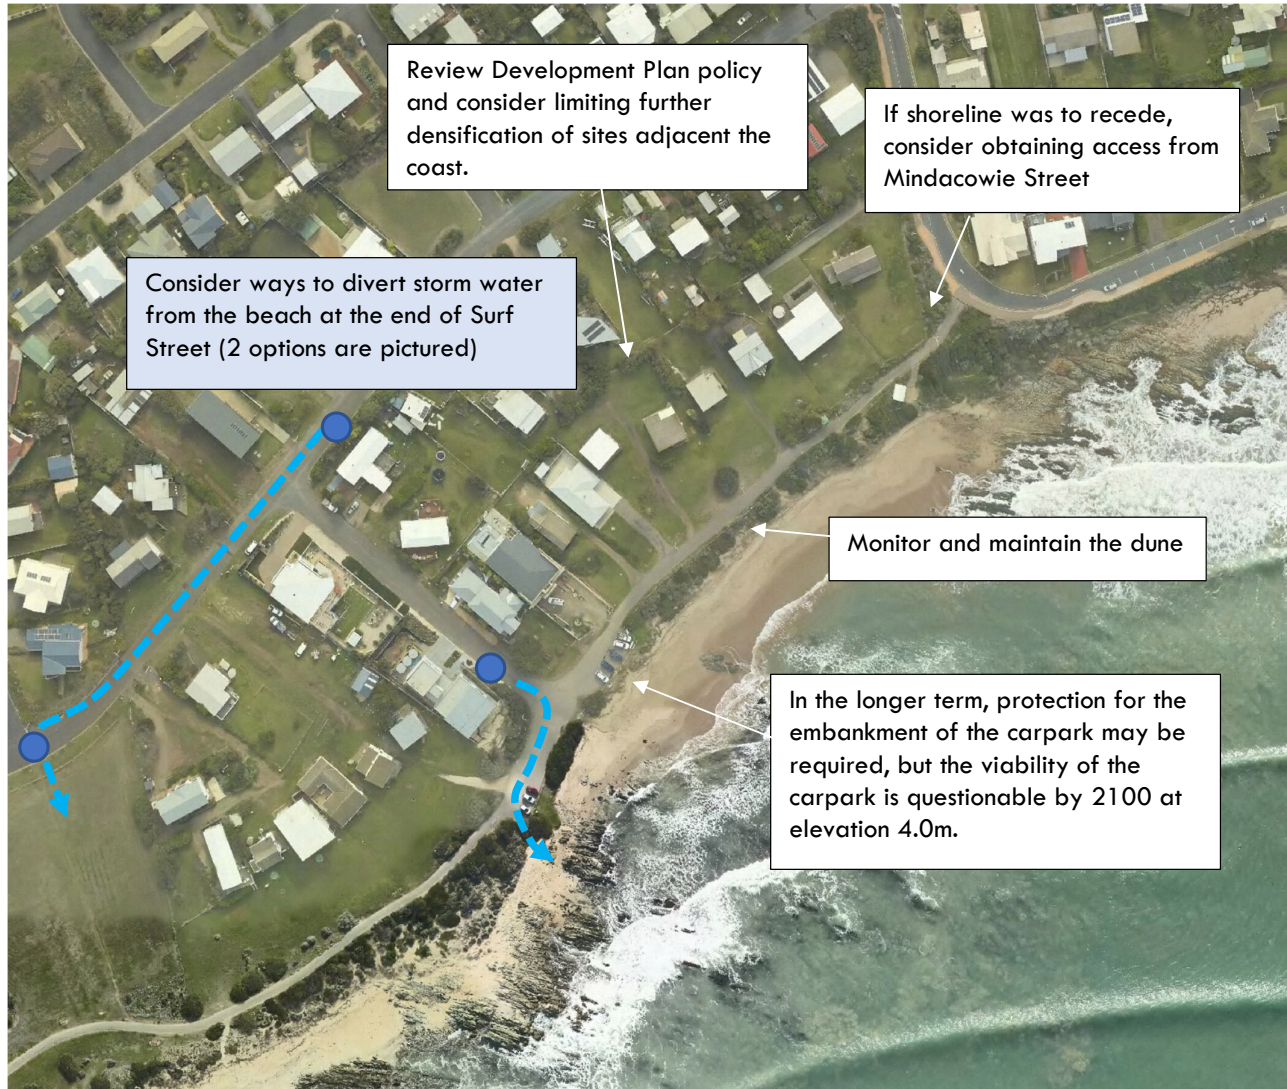 Review Development Plan policy
and consider limiting further
densification of sites adjacent the
coast.
If shoreline was to recede,
consider obtaining access from
Mindacowie Street
Consider ways to divert storm water
from the beach at the end of Surf
Street (2 options are pictured)
Monitor and maintain the dune
In the longer term, protection for the
embankment of the carpark may be
required, but the viability of the
carpark is questionable by 2100 at
elevation 4.0m.